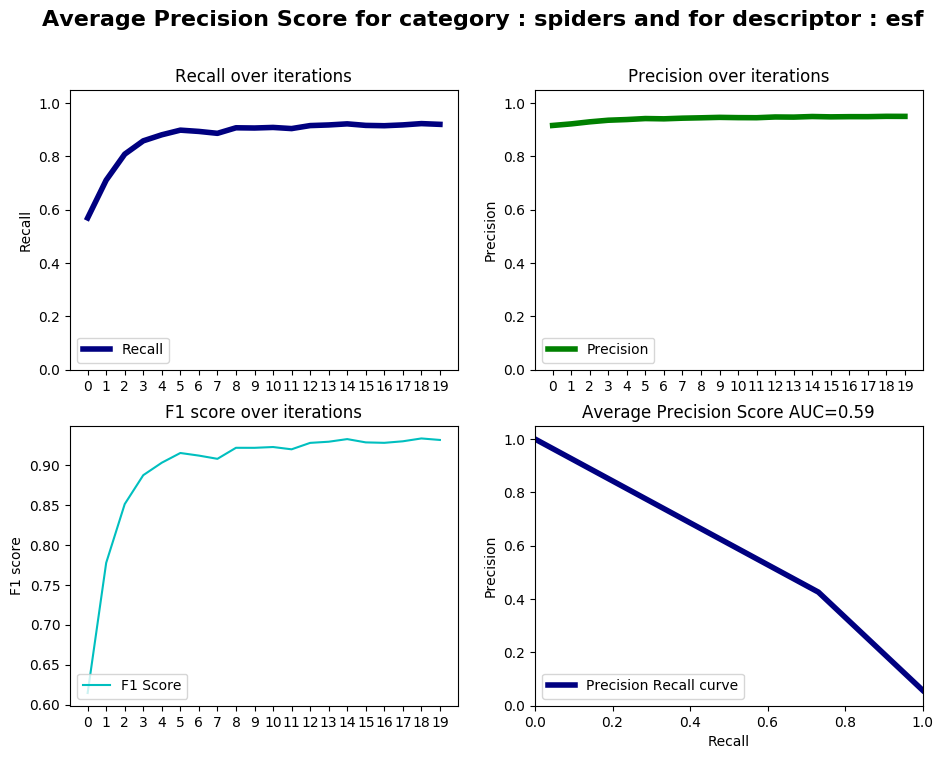 Average Precision Score for category : spiders and for descriptor : esf
Recall over iterations
1.0
0.8
0.6
0.4
0.2
0.0
Recall
Recall
0 1 2 3 4 5 6 7 8 9 10 11 12 13 14 15 16 17 18 19
Precision over iterations
1.0
0.8
0.6
0.4
0.2
0.0
Precision
Precision
0 1 2 3 4 5 6 7 8 9 10 11 12 13 14 15 16 17 18 19
F1 score over iterations
0.90
0.85
0.80
0.75
0.70
0.65
0.60
F1 score
F1 Score
0 1 2 3 4 5 6 7 8 9 10 11 12 13 14 15 16 17 18 19
Average Precision Score AUC=0.59
1.0
0.8
0.6
0.4
0.2
0.0
Precision
Precision Recall curve
0.0 0.2 0.4 0.6 0.8 1.0
Recall